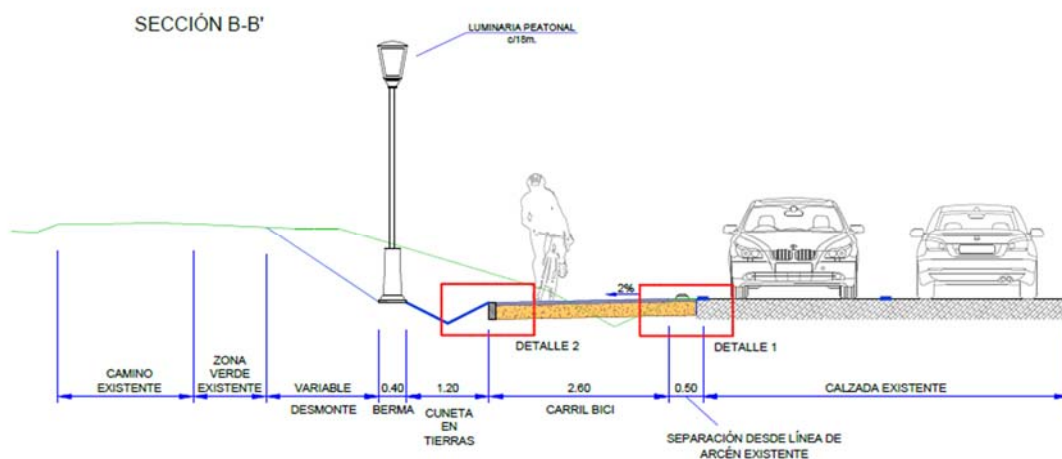 SECCIÓN B-B'
LUMINARIA PEATONAL
c/18m.
2%
DETALLE 2
DETALLE 1
CAMINO
EXISTENTE
ZONA
VERDE
EXISTENTE
VARIABLE
DESMONTE
0.40
BERMA
1.20
CUNETA
EN
TIERRAS
2.60
CARRIL BICI
0.50
CALZADA EXISTENTE
SEPARACIÓN DESDE LÍNEA DE
ARCÉN EXISTENTE